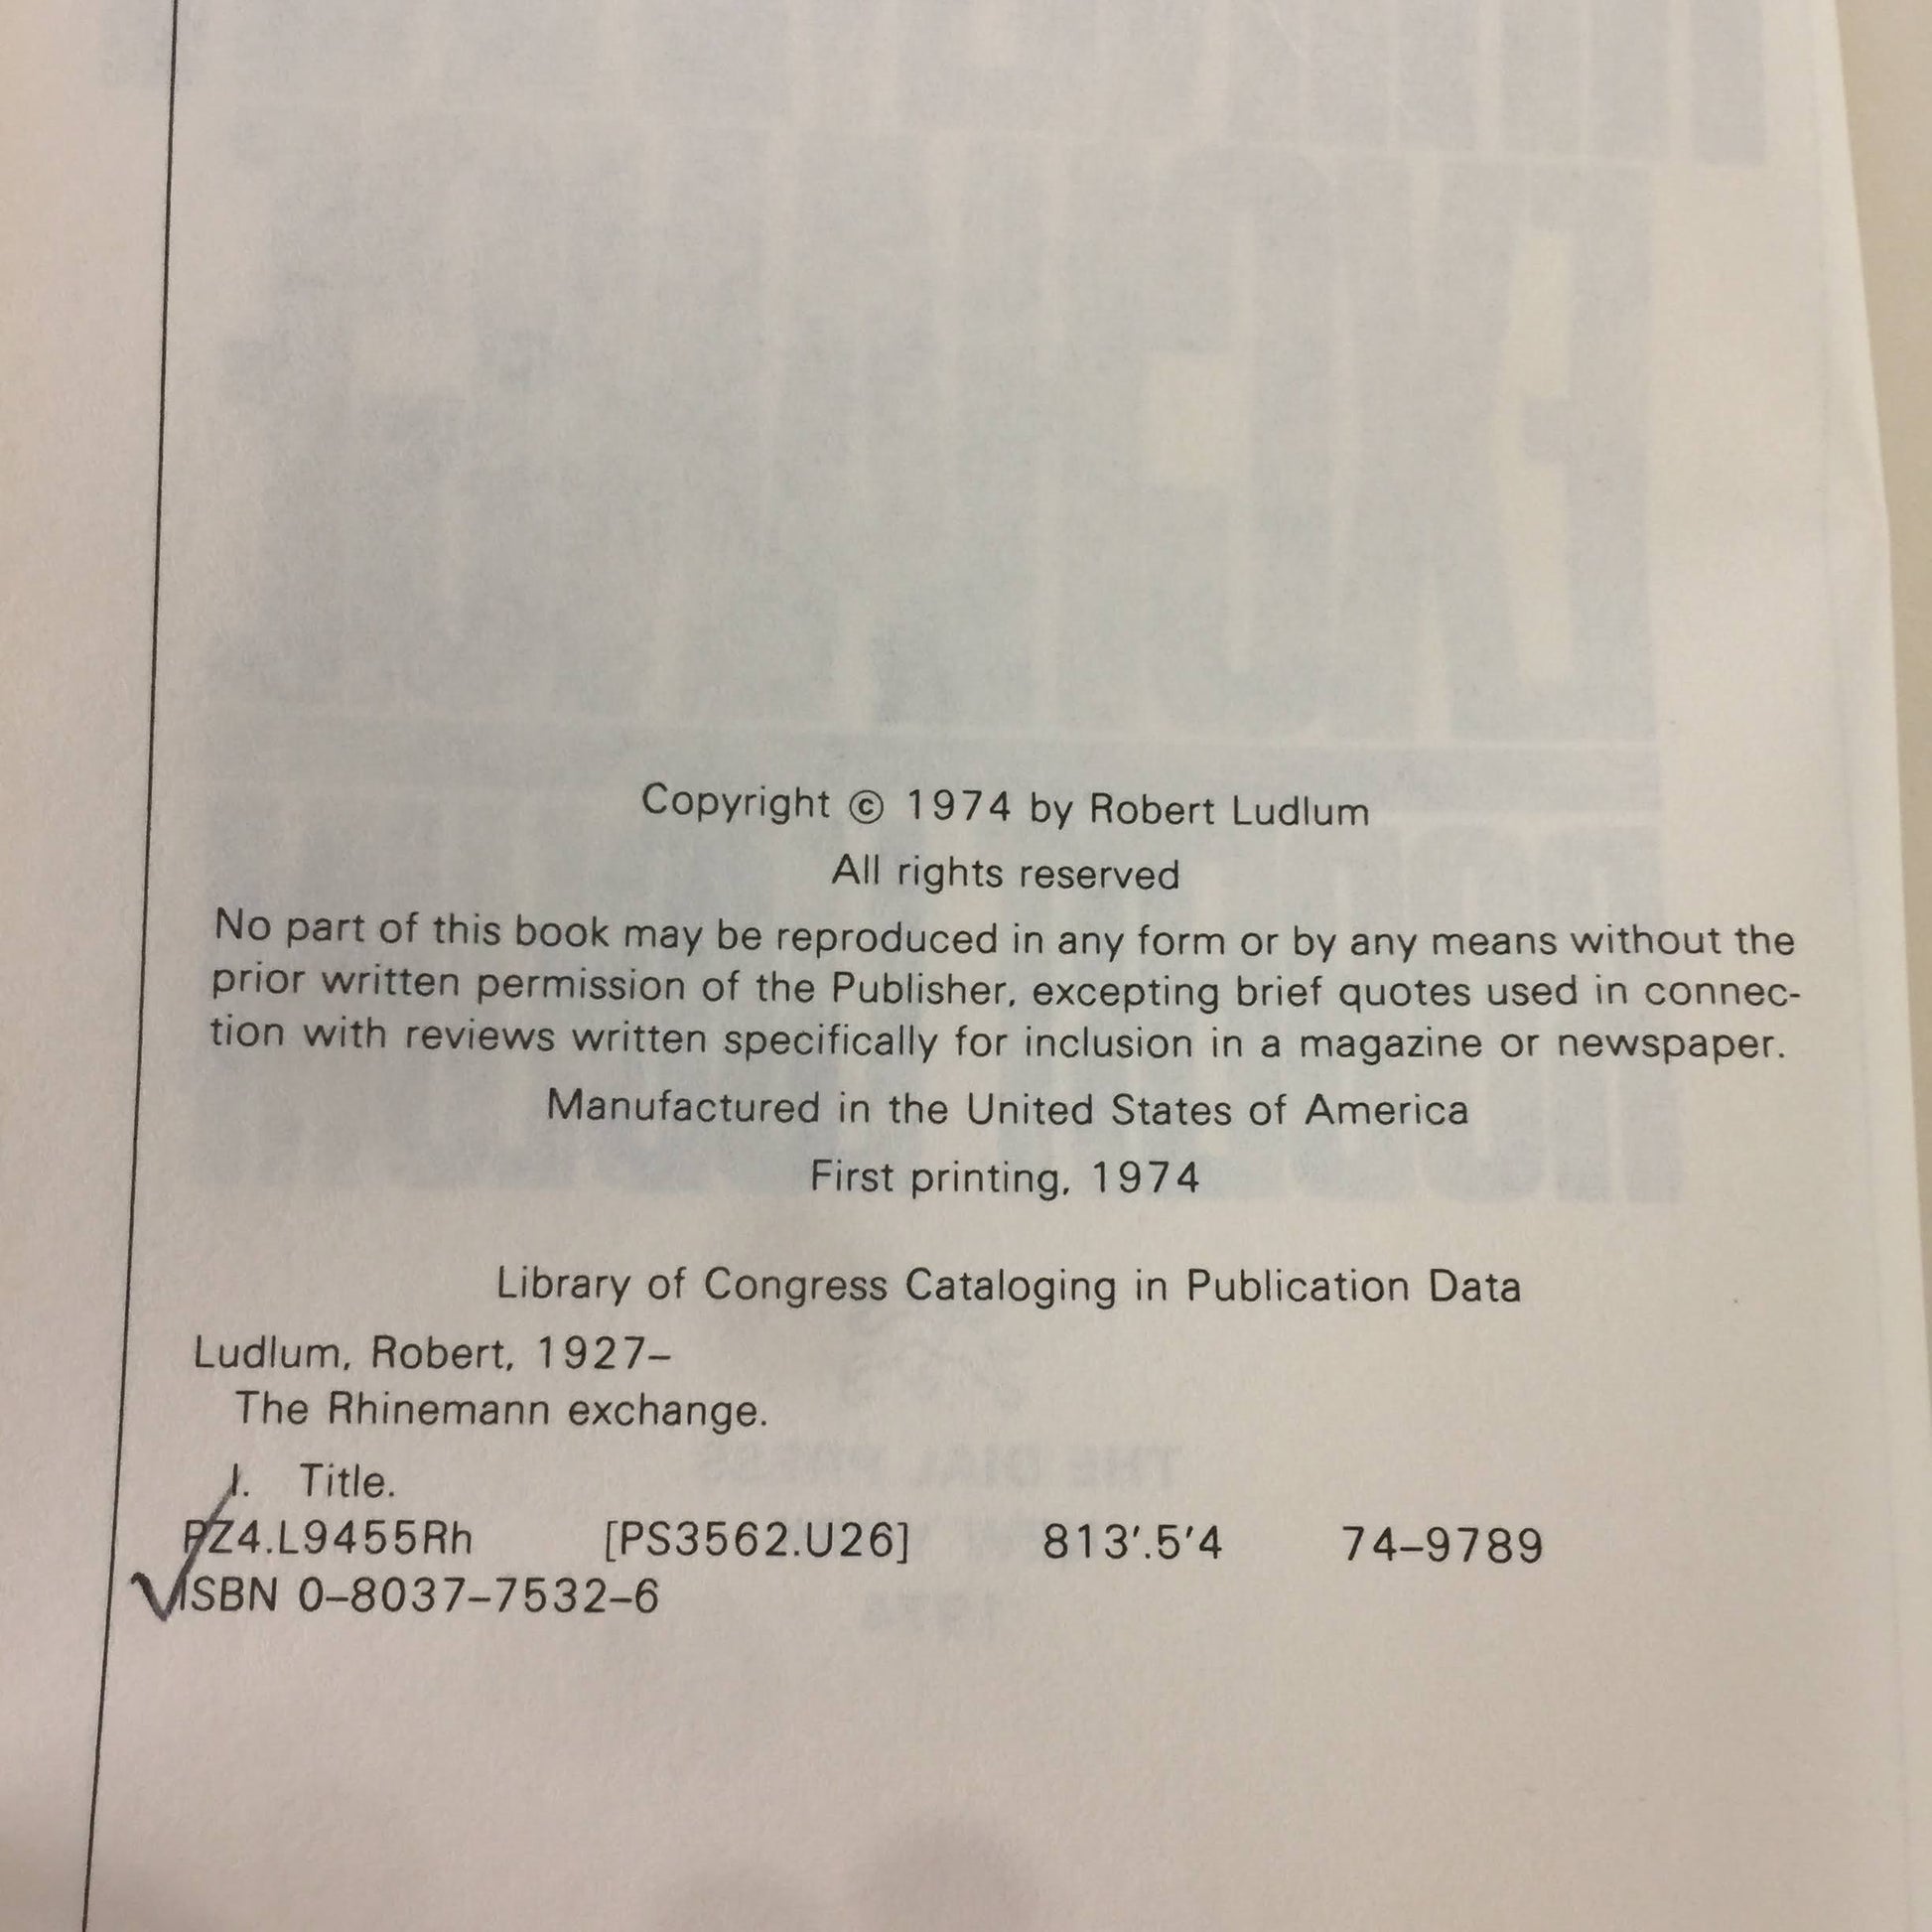 Copyright © 1974 by Robert Ludlum
All rights reserved
No part of this book may be reproduced in any form or by any means without the
prior written permission of the Publisher, excepting brief quotes used in connec-
tion with reviews written specifically for inclusion in a magazine or newspaper.
Manufactured in the United States of America
First printing, 1974
Library of Congress Cataloging in Publication Data
Ludlum, Robert, 1927–
The Rhinemann exchange.
I. Title.
PZ4.L9455Rh [PS3562.U26] 813'.5'4 74–9789
ISBN 0–8037–7532–6
THE DIAL PRESS